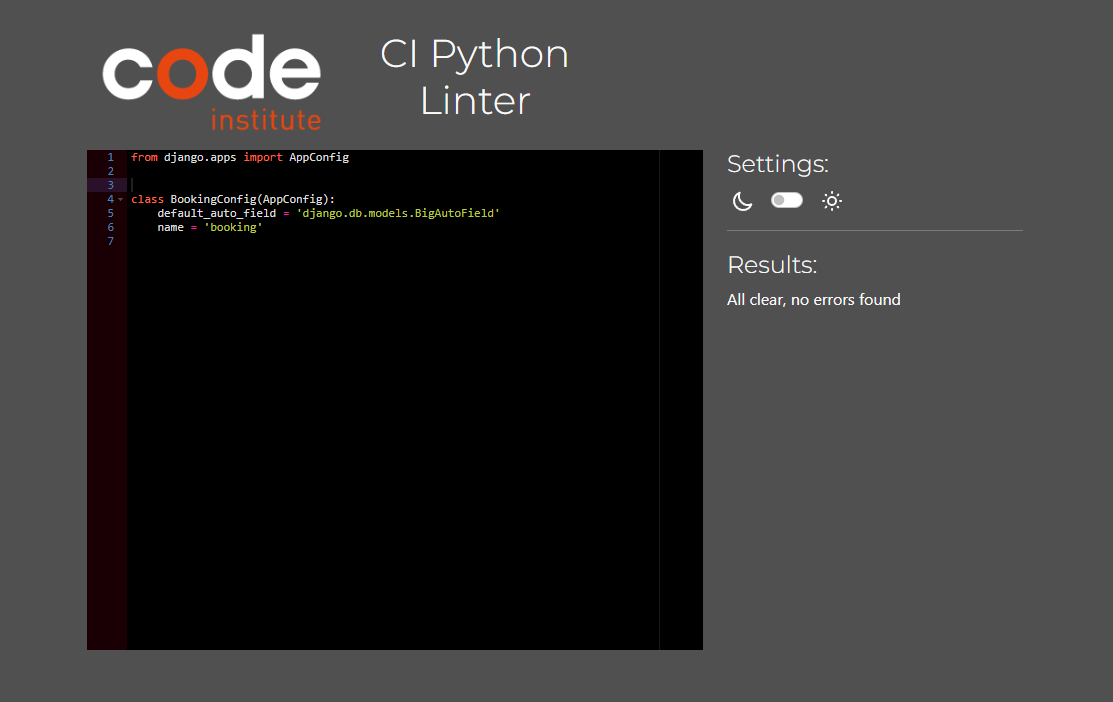 code
institute
CI Python
Linter
1 from django.apps import AppConfig
2
3
4 class BookingConfig(AppConfig):
5     default_auto_field = 'django.db.models.BigAutoField'
6     name = 'booking'
7
Settings:
Results:
All clear, no errors found